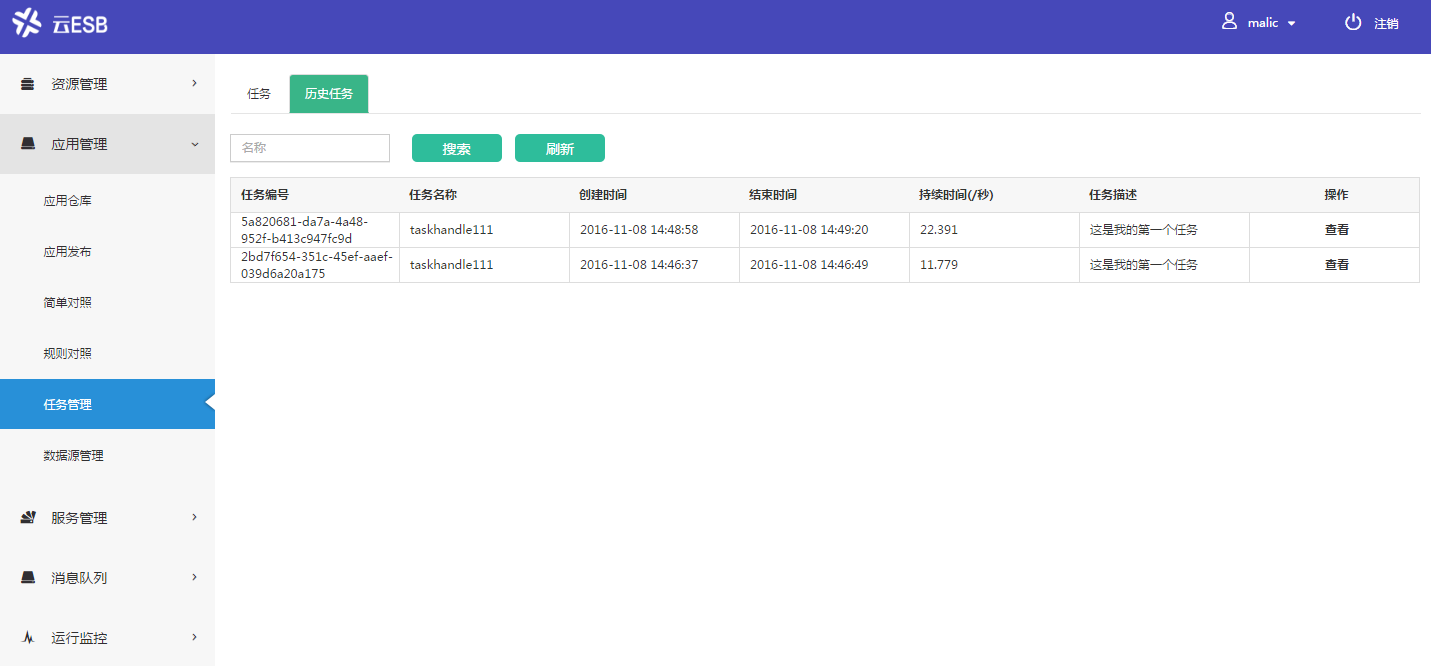 云ESB
malic
注销
资源管理
应用管理
应用仓库
应用发布
简单对照
规则对照
任务管理
数据源管理
服务管理
消息队列
运行监控
任务
历史任务
名称
搜索
刷新
任务编号 任务名称 创建时间 结束时间 持续时间(/秒) 任务描述 操作
5a820681-da7a-4a48-
952f-b413c947fc9d
taskhandle111 2016-11-08 14:48:58 2016-11-08 14:49:20 22.391 这是我的第一个任务 查看
2bd7f654-351c-45ef-aaef-
039d6a20a175
taskhandle111 2016-11-08 14:46:37 2016-11-08 14:46:49 11.779 这是我的第一个任务 查看